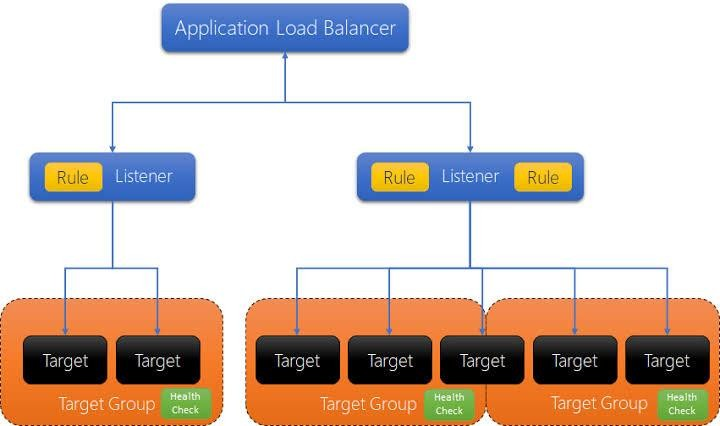 Application Load Balancer
Rule Listener
Rule Listener Rule
Target Target
Target Target Target Target Target
Target Group Health
Check
Target Group Health
Check
Target Group Health
Check